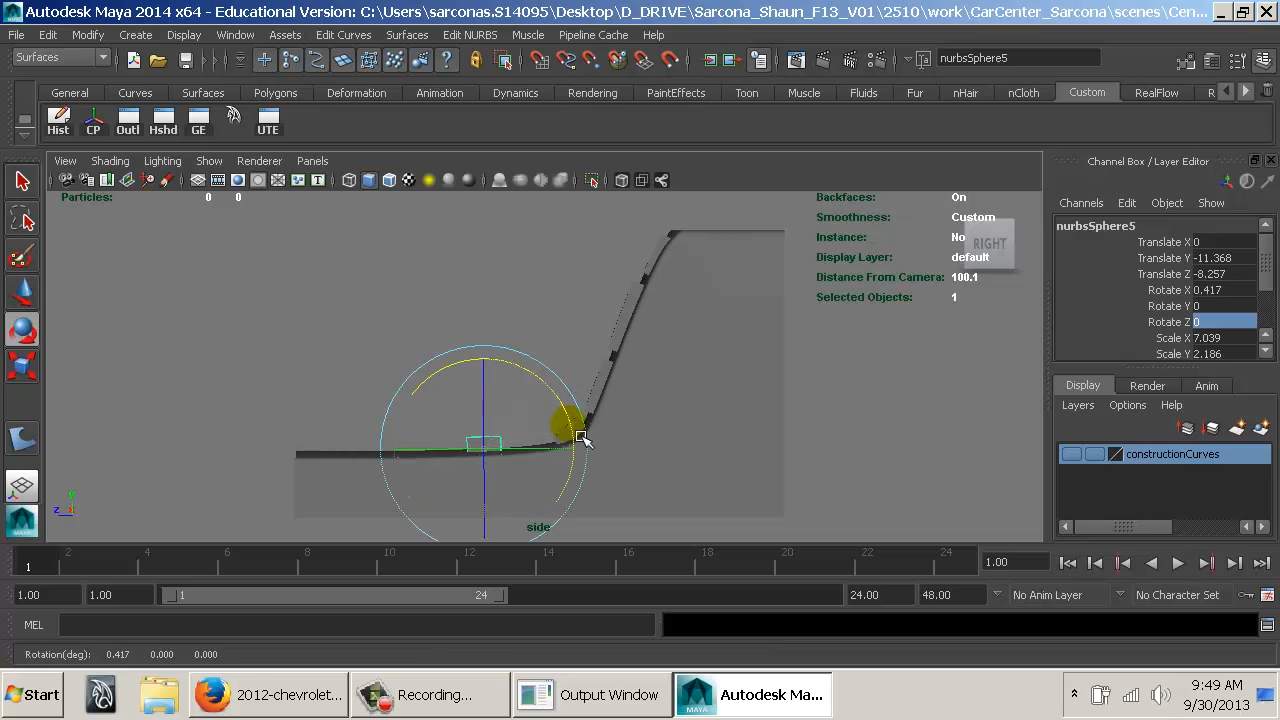 Autodesk Maya 2014 x64 - Educational Version: C:\Users\saconas.S14095\Desktop\D_DRIVE\Sarcona_Shaun_F13_V01\2510\work\CarCenter_Sarcona\scenes\Cen...
File Edit Modify Create Display Window Assets Edit Curves Surfaces Edit NURBS Muscle Pipeline Cache Help
Surfaces
nurbsSphere5
General Curves Surfaces Polygons Deformation Animation Dynamics Rendering PaintEffects Toon Muscle Fluids Fur nHair nCloth Custom RealFlow R
Hist CP Outl Hshd GE UTE
View Shading Lighting Show Renderer Panels
Particles: 0 0
Backfaces: On
Smoothness: Custom
Instance: No
Display Layer: default
Distance From Camera: 100.1
Selected Objects: 1
RIGHT
y
z
side
Channel Box / Layer Editor
Channels Edit Object Show
nurbsSphere5
Translate X 0
Translate Y -11.368
Translate Z -8.257
Rotate X 0.417
Rotate Y 0
Rotate Z 0
Scale X 7.039
Scale Y 2.186
Display Render Anim
Layers Options Help
constructionCurves
2 4 6 8 10 12 14 16 18 20 22 24
1
1.00
1.00 1.00 1 24 24.00 48.00 No Anim Layer No Character Set
MEL
Rotation(deg): 0.417 0.000 0.000
Start 2012-chevrolet... Recording... Output Window Autodesk Ma...
9:49 AM
9/30/2013